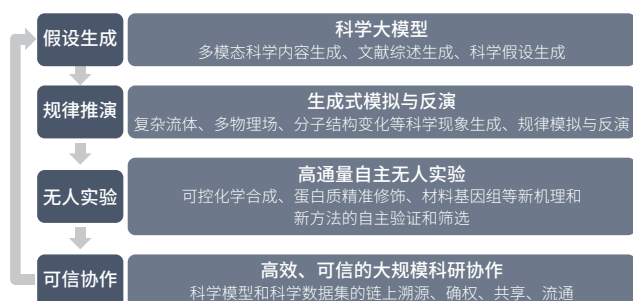 假设生成
科学大模型
多模态科学内容生成、文献综述生成、科学假设生成
规律推演
生成式模拟与反演
复杂流体、多物理场、分子结构变化等科学现象生成、规律模拟与反演
无人实验
高通量自主无人实验
可控化学合成、蛋白质精准修饰、材料基因组等新机理和
新方法的自主验证和筛选
可信协作
高效、可信的大规模科研协作
科学模型和科学数据集的链上溯源、确权、共享、流通